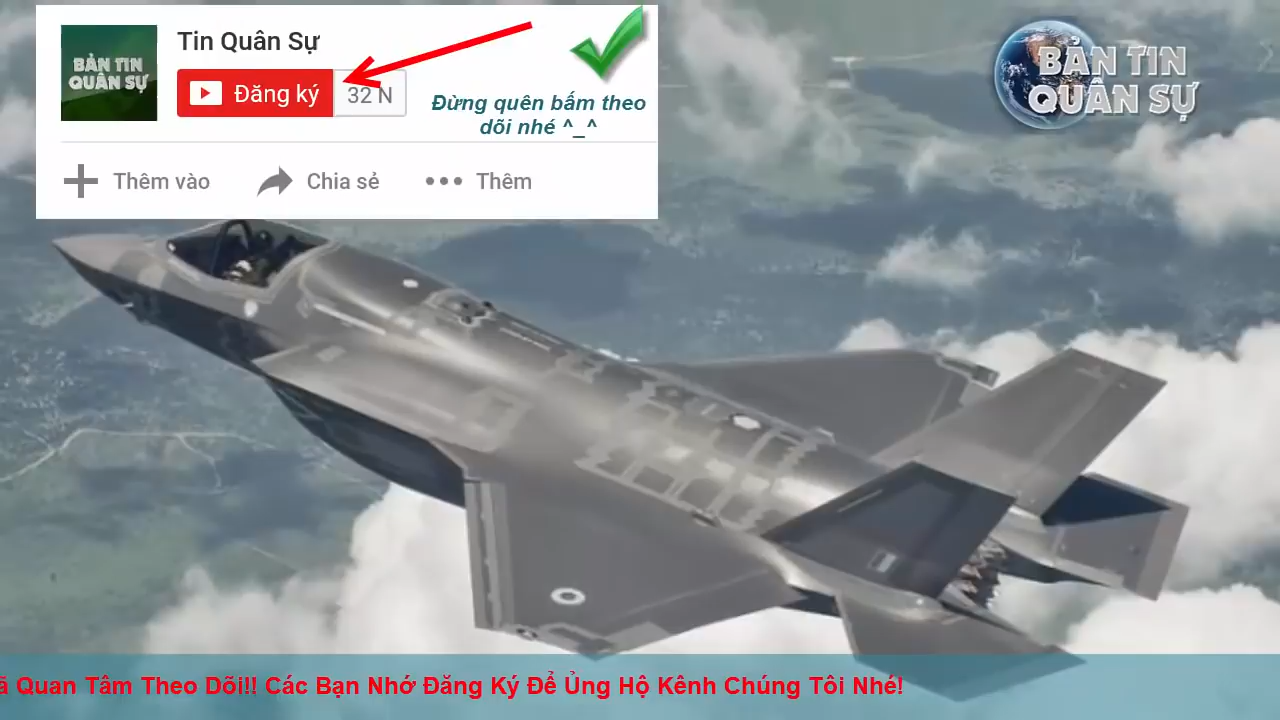 BẢN TIN
QUÂN SỰ
Tin Quân Sự
Đăng ký
32 N
Đừng quên bấm theo
dõi nhé ^_^
Thêm vào
Chia sẻ
Thêm
BẢN TIN
QUÂN SỰ
Quan Tâm Theo Dõi!! Các Bạn Nhớ Đăng Ký Để Ủng Hộ Kênh Chúng Tôi Nhé!